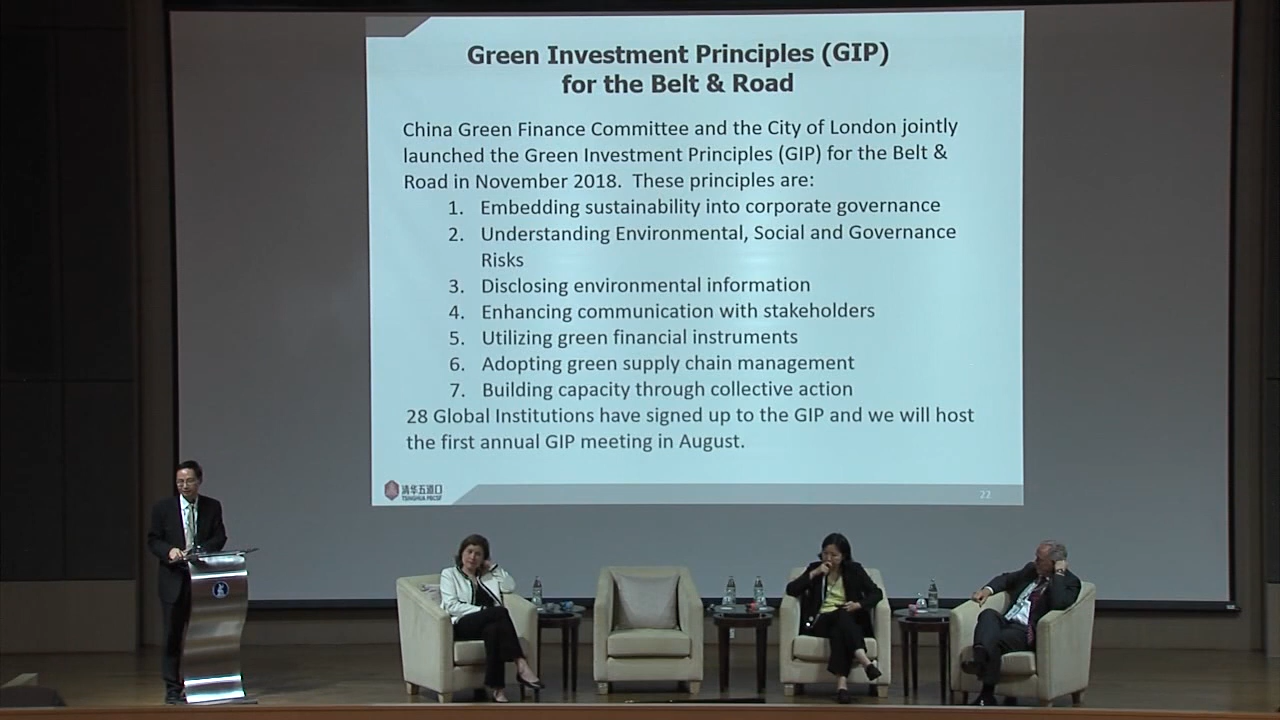 Green Investment Principles (GIP)
for the Belt & Road
China Green Finance Committee and the City of London jointly
launched the Green Investment Principles (GIP) for the Belt &
Road in November 2018. These principles are:
1. Embedding sustainability into corporate governance
2. Understanding Environmental, Social and Governance
Risks
3. Disclosing environmental information
4. Enhancing communication with stakeholders
5. Utilizing green financial instruments
6. Adopting green supply chain management
7. Building capacity through collective action
28 Global Institutions have signed up to the GIP and we will host
the first annual GIP meeting in August.
清华五道口
TSINGHUA PBCSF
22